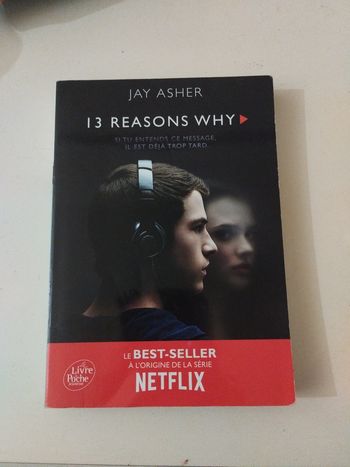 JAY ASHER
13 REASONS WHY
SI TU ENTENDS CE MESSAGE,
IL EST DÉJÀ TROP TARD.
LE BEST-SELLER
À L'ORIGINE DE LA SÉRIE
NETFLIX
Le
Livre
de
Poche
JEUNESSE